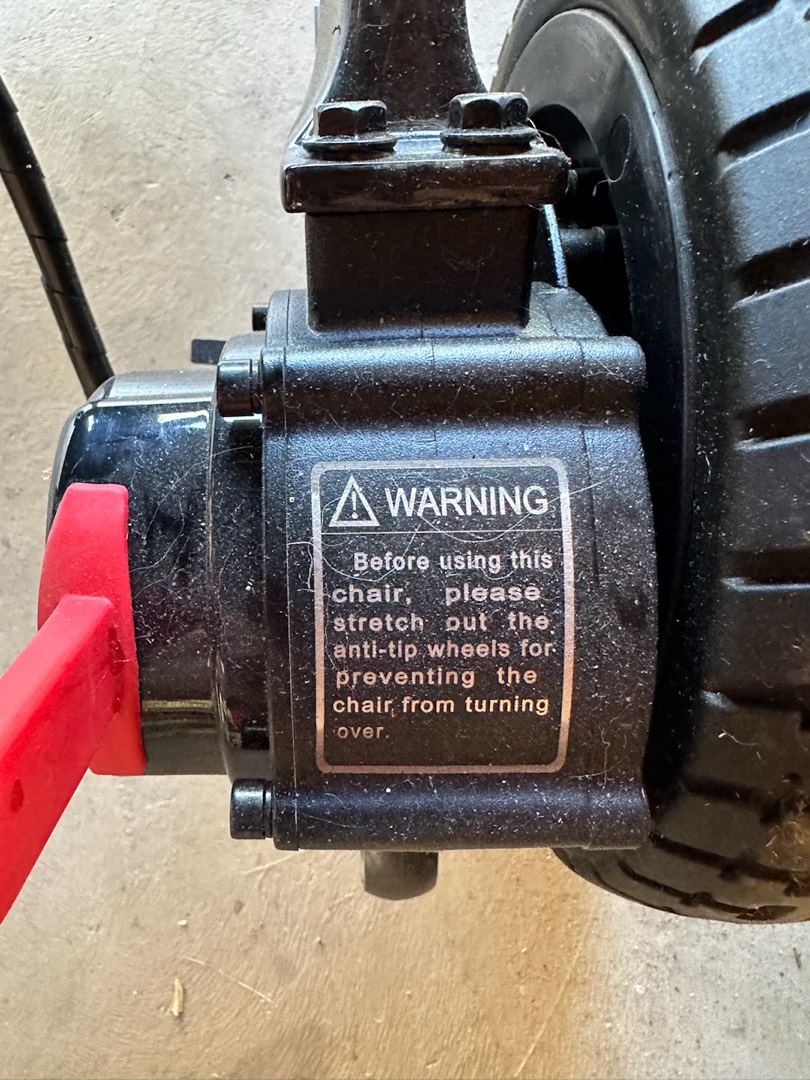 WARNING
Before using this
chair, please
stretch out the
anti-tip wheels for
preventing the
chair from turning
over.